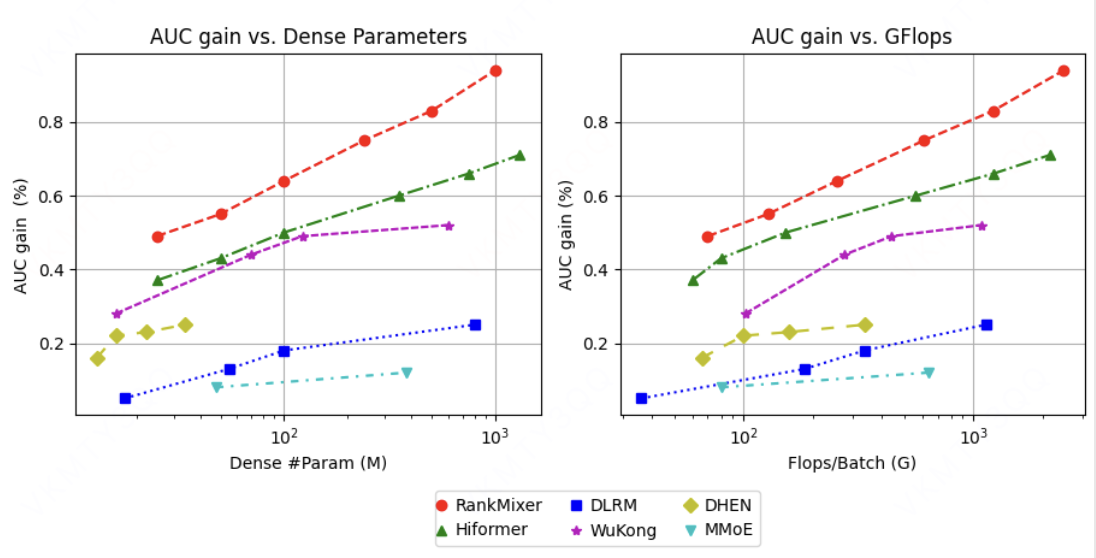 AUC gain vs. Dense Parameters
AUC gain (%)
0.8
0.6
0.4
0.2
10²
10³
Dense #Param (M)
AUC gain vs. GFlops
AUC gain (%)
0.8
0.6
0.4
0.2
10²
10³
Flops/Batch (G)
RankMixer
DLRM
DHEN
Hiformer
WuKong
MMoE